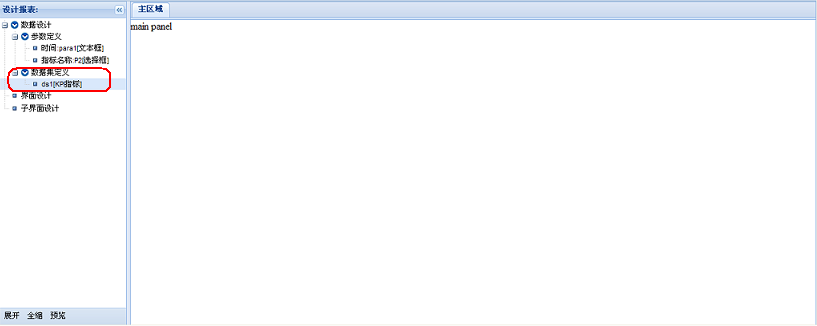 设计报表:
主区域
数据设计
参数定义
时间:para1[文本框]
指标名称:P2[选择框]
数据集定义
ds1[KPI指标]
界面设计
子界面设计
main panel
展开 全缩 预览